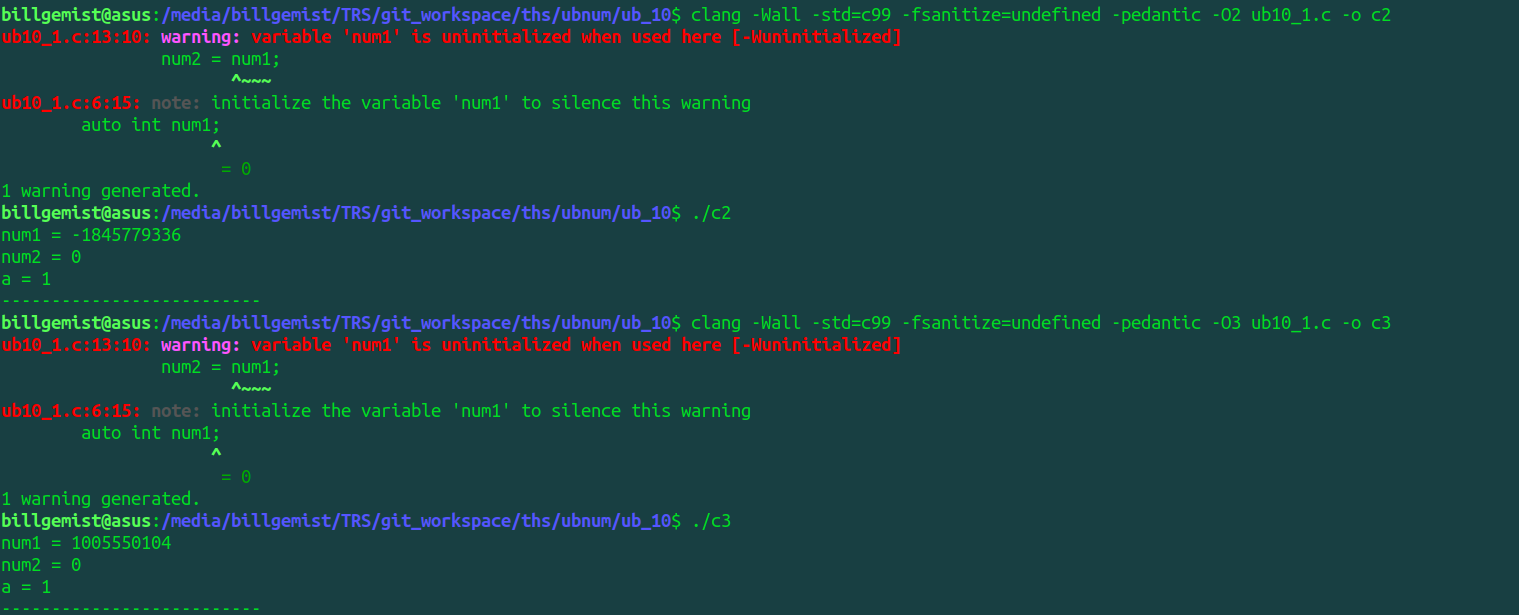 billgemist@asus:/media/billgemist/TRS/git_workspace/ths/ubnum/ub_10$ clang -Wall -std=c99 -fsanitize=undefined -pedantic -O2 ub10_1.c -o c2
ub10_1.c:13:10: warning: variable 'num1' is uninitialized when used here [-Wuninitialized]
                num2 = num1;
                       ^~~~
ub10_1.c:6:15: note: initialize the variable 'num1' to silence this warning
        auto int num1;
                     ^
                      = 0
1 warning generated.
billgemist@asus:/media/billgemist/TRS/git_workspace/ths/ubnum/ub_10$ ./c2
num1 = -1845779336
num2 = 0
a = 1
--------------------------
billgemist@asus:/media/billgemist/TRS/git_workspace/ths/ubnum/ub_10$ clang -Wall -std=c99 -fsanitize=undefined -pedantic -O3 ub10_1.c -o c3
ub10_1.c:13:10: warning: variable 'num1' is uninitialized when used here [-Wuninitialized]
                num2 = num1;
                       ^~~~
ub10_1.c:6:15: note: initialize the variable 'num1' to silence this warning
        auto int num1;
                     ^
                      = 0
1 warning generated.
billgemist@asus:/media/billgemist/TRS/git_workspace/ths/ubnum/ub_10$ ./c3
num1 = 1005550104
num2 = 0
a = 1
--------------------------